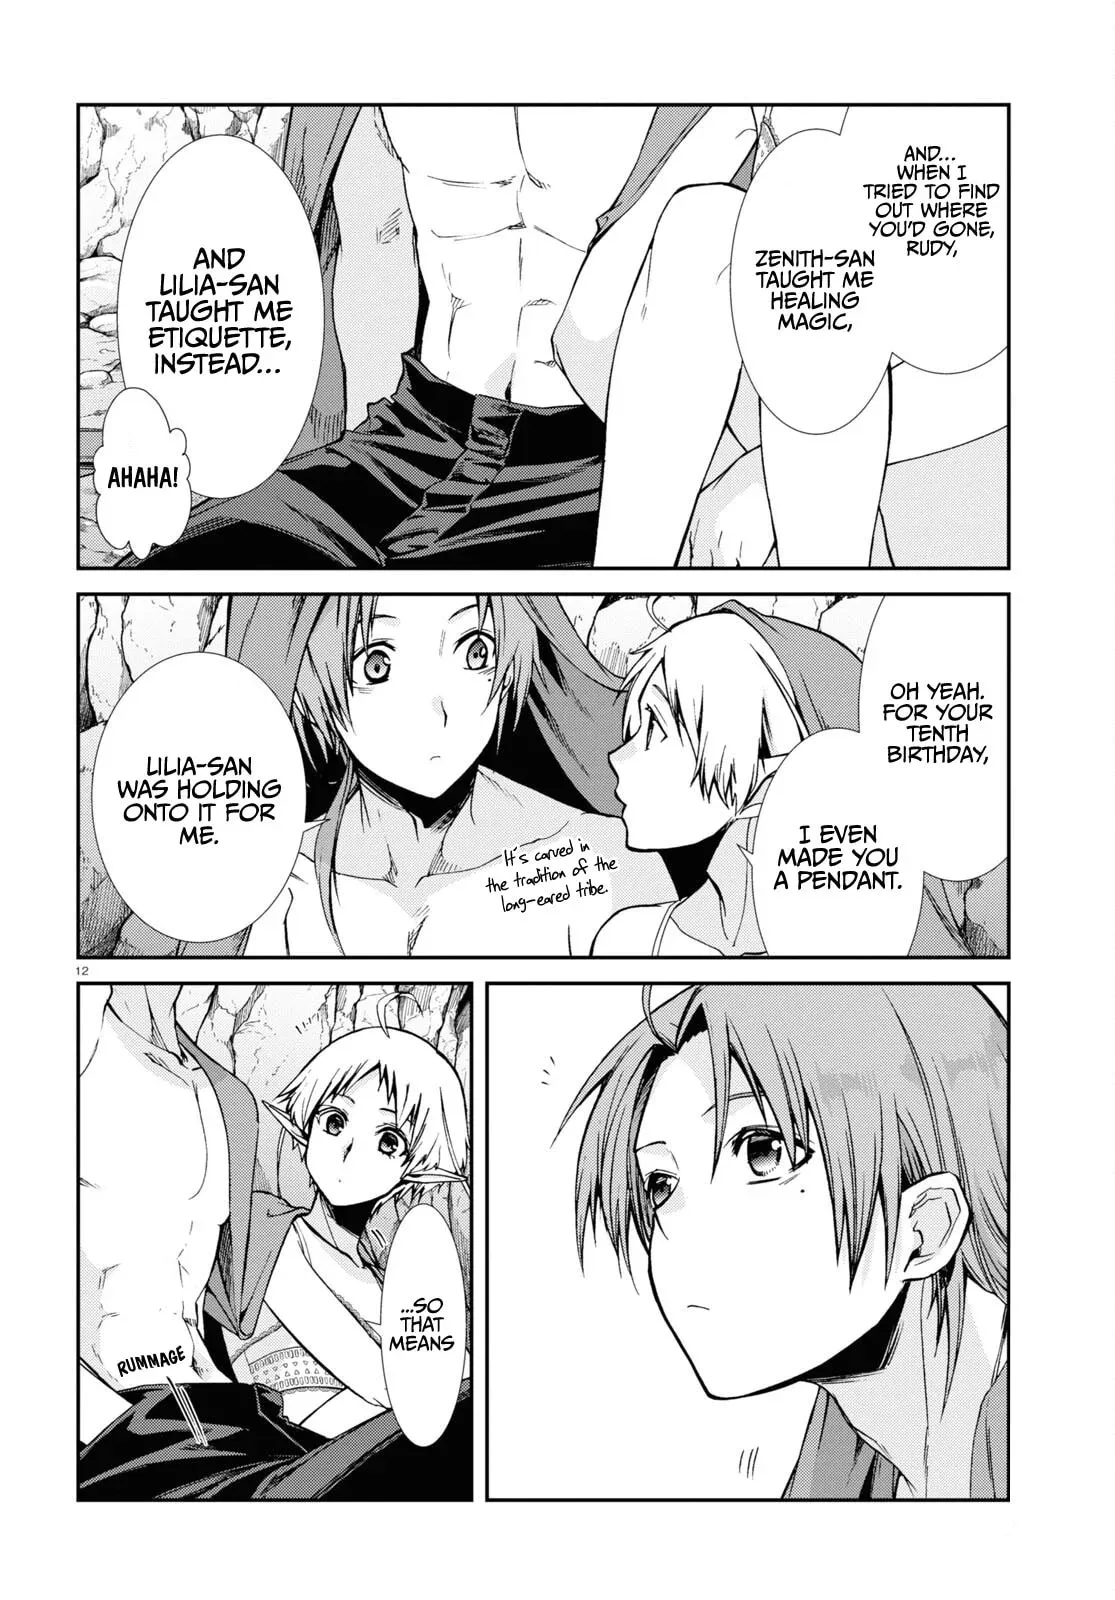 AND...
WHEN I
TRIED TO FIND
OUT WHERE
YOU'D GONE,
RUDY,
ZENITH-SAN
TAUGHT ME
HEALING
MAGIC,
AND
LILIA-SAN
TAUGHT ME
ETIQUETTE,
INSTEAD...
AHAHA!
OH YEAH.
FOR YOUR
TENTH
BIRTHDAY,
I EVEN
MADE YOU
A PENDANT.
It's carved in
the tradition of the
long-eared tribe.
LILIA-SAN
WAS HOLDING
ONTO IT FOR
ME.
12
...SO
THAT
MEANS
RUMMAGE